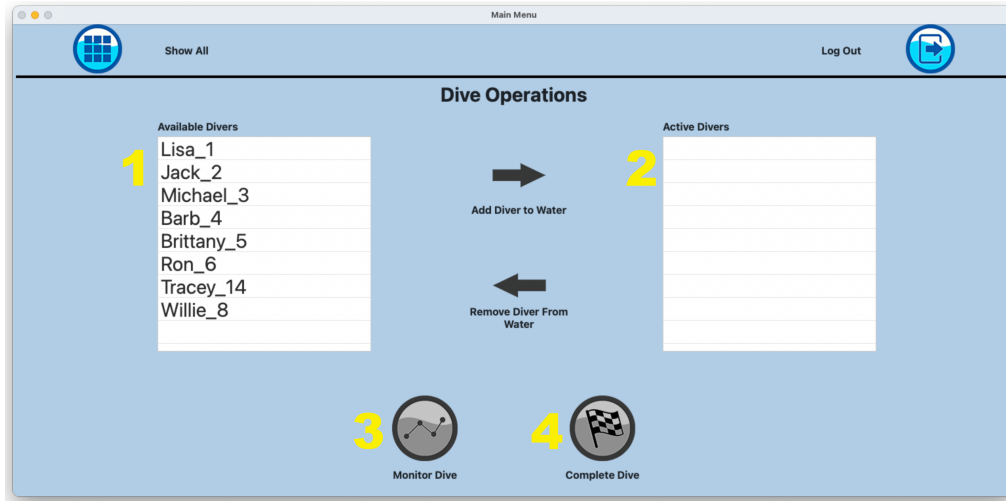 Main Menu
Show All
Log Out
Dive Operations
Available Divers
Active Divers
1
2
Lisa_1
Jack_2
Michael_3
Barb_4
Brittany_5
Ron_6
Tracey_14
Willie_8
Add Diver to Water
Remove Diver From
Water
3
4
Monitor Dive
Complete Dive